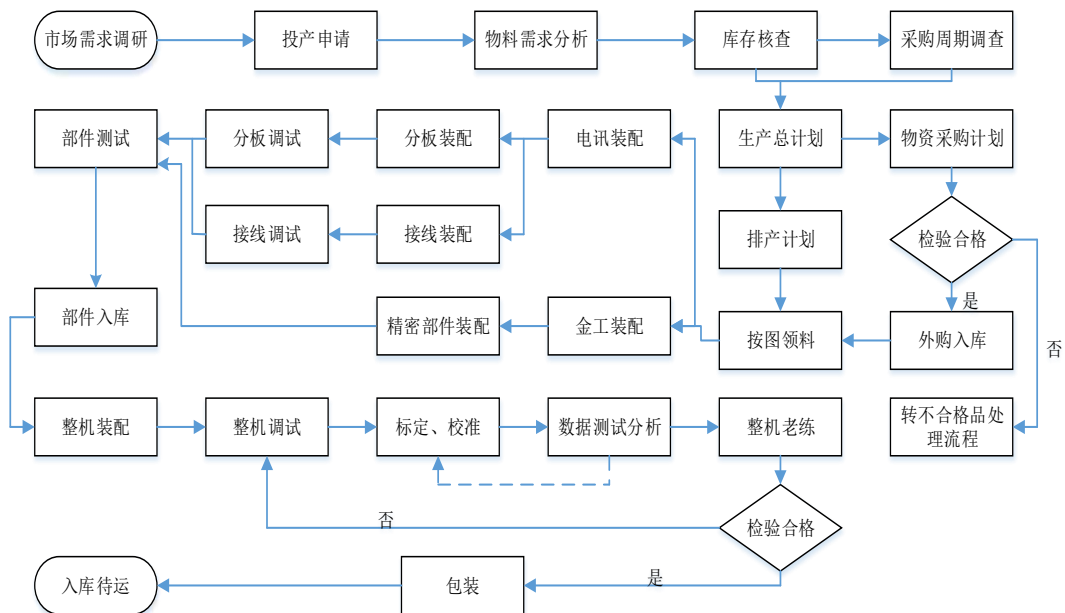 市场需求调研
投产申请
物料需求分析
库存核查
采购周期调查
部件测试
分板调试
分板装配
电讯装配
生产总计划
物资采购计划
接线调试
接线装配
排产计划
检验合格
是
部件入库
精密部件装配
金工装配
按图领料
外购入库
否
整机装配
整机调试
标定、校准
数据测试分析
整机老练
转不合格品处
理流程
否
检验合格
入库待运
包装
是